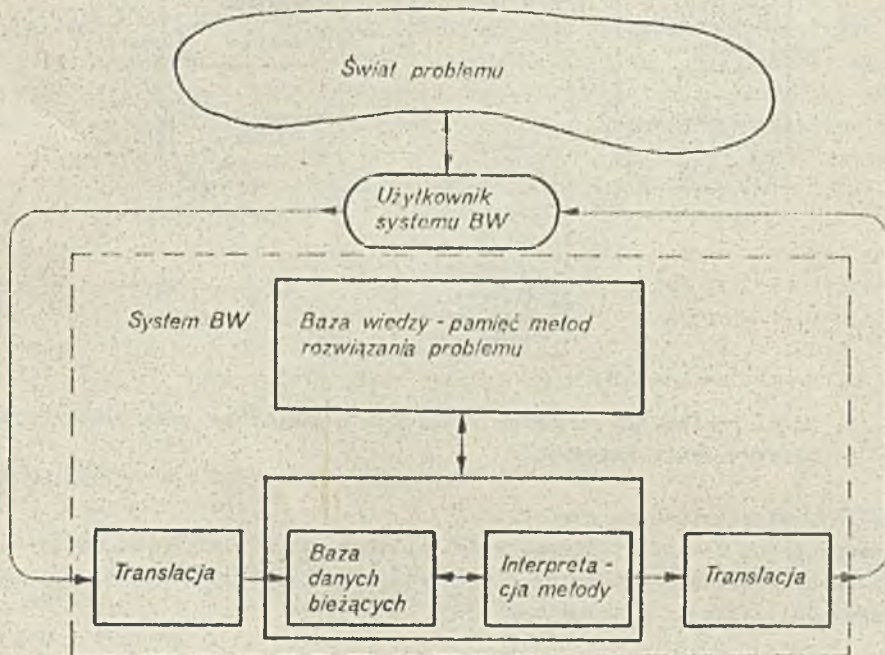 Świat problemu
Użytkownik
systemu BW
System BW
Baza wiedzy - pamięć metod
rozwiązania problemu
Translacja
Baza
danych
bieżących
Interpreta -
cja metody
Translacja